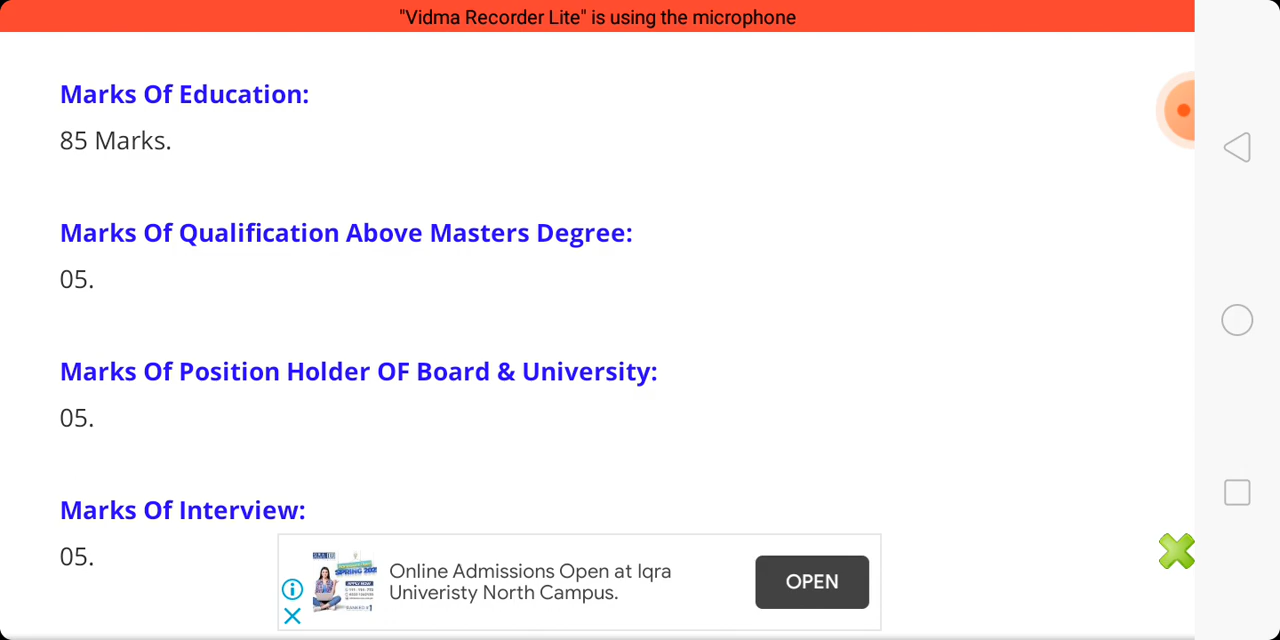 "Vidma Recorder Lite" is using the microphone
Marks Of Education:
85 Marks.
Marks Of Qualification Above Masters Degree:
05.
Marks Of Position Holder OF Board & University:
05.
Marks Of Interview:
05.
Online Admissions Open at Iqra
Univeristy North Campus.
OPEN